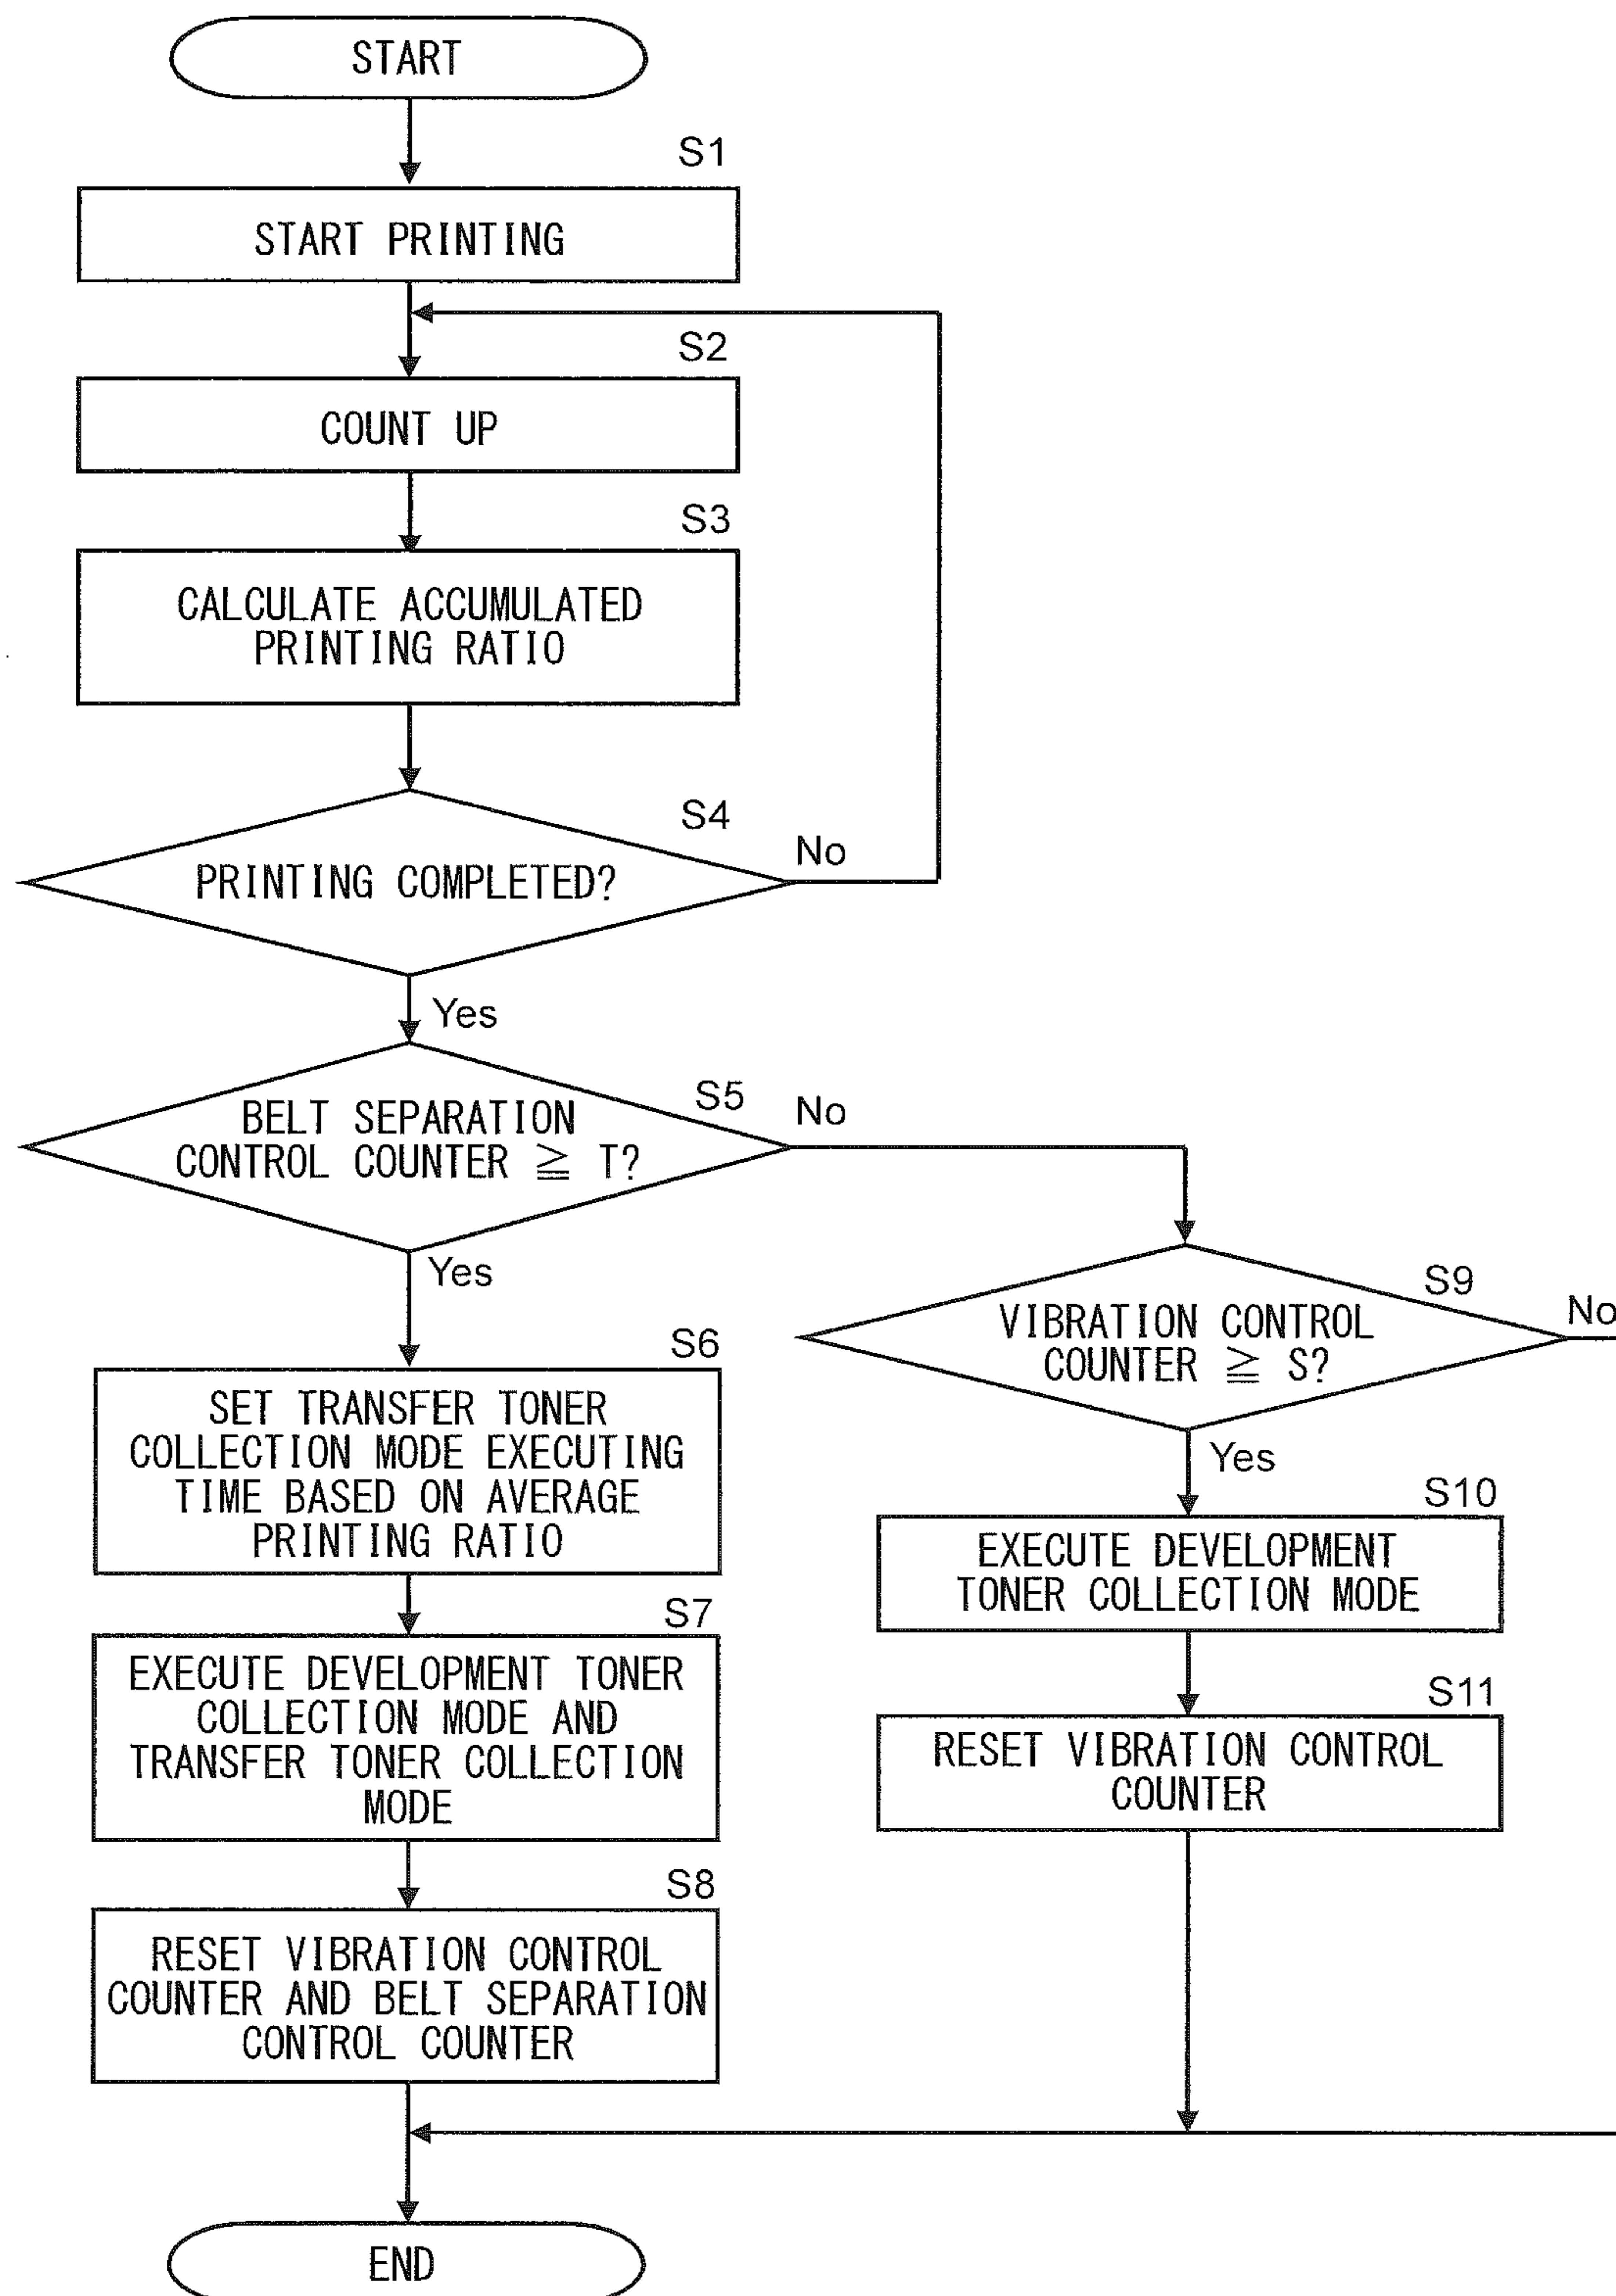 START
S1
START PRINTING
S2
COUNT UP
S3
CALCULATE ACCUMULATED
PRINTING RATIO
S4
PRINTING COMPLETED?
No
Yes
S5
BELT SEPARATION
CONTROL COUNTER ≧ T?
No
Yes
S6
SET TRANSFER TONER
COLLECTION MODE EXECUTING
TIME BASED ON AVERAGE
PRINTING RATIO
S7
EXECUTE DEVELOPMENT TONER
COLLECTION MODE AND
TRANSFER TONER COLLECTION
MODE
S8
RESET VIBRATION CONTROL
COUNTER AND BELT SEPARATION
CONTROL COUNTER
S9
VIBRATION CONTROL
COUNTER ≧ S?
No
Yes
S10
EXECUTE DEVELOPMENT
TONER COLLECTION MODE
S11
RESET VIBRATION CONTROL
COUNTER
END